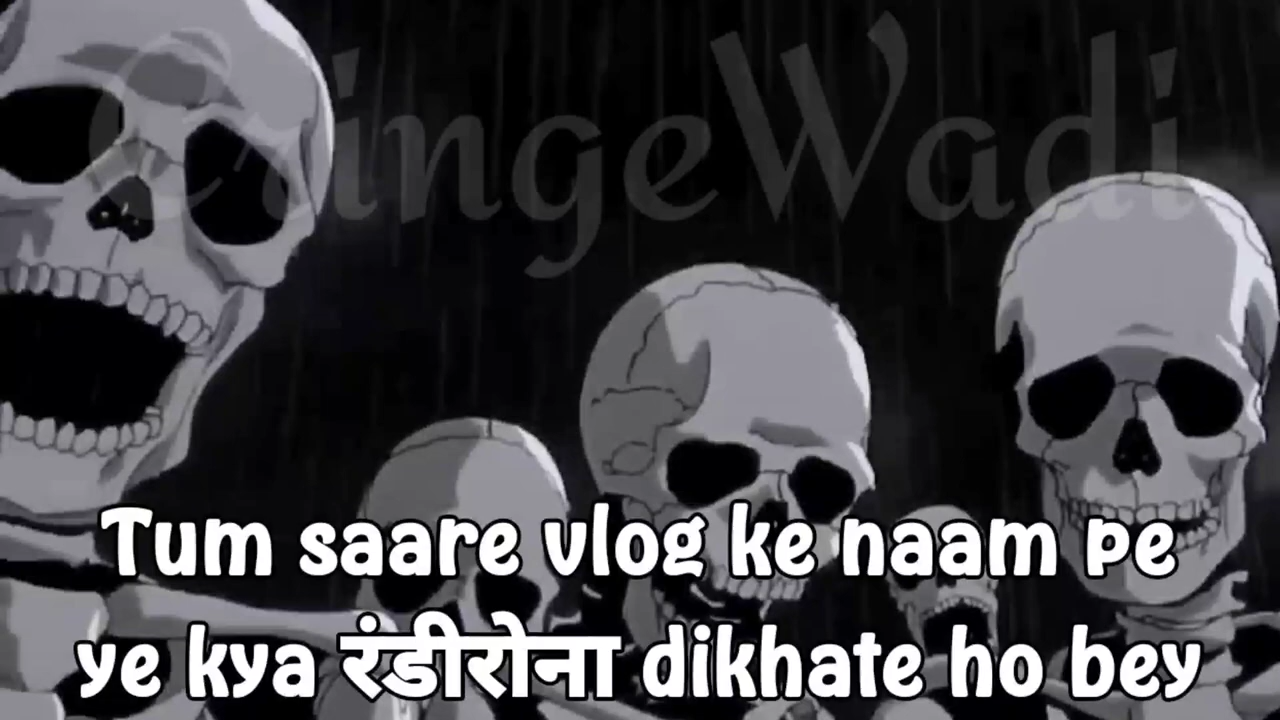 CringeWadi
Tum saare vlog ke naam pe
ye kya रंडीरोना dikhate ho bey